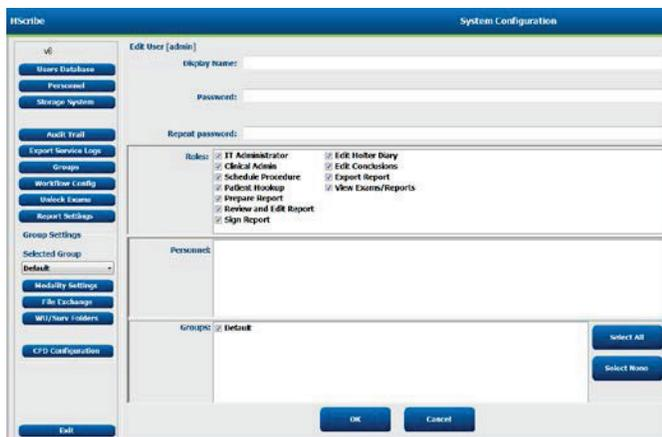 HScribe
System Configuration
v6
Users Database
Personnel
Storage System
Audit Trail
Export Service Logs
Groups
Workflow Config
Unlock Exams
Report Settings
Group Settings
Selected Group
Default
Modality Settings
File Exchange
WU/Surv Folders
CFD Configuration
Exit
Edit User [admin]
Display Name:
Password:
Repeat password:
Roles:
IT Administrator
Clinical Admin
Schedule Procedure
Patient Hookup
Prepare Report
Review and Edit Report
Sign Report
Edit Holter Diary
Edit Conclusions
Export Report
View Exams/Reports
Personnel:
Groups:
Default
Select All
Select None
OK
Cancel